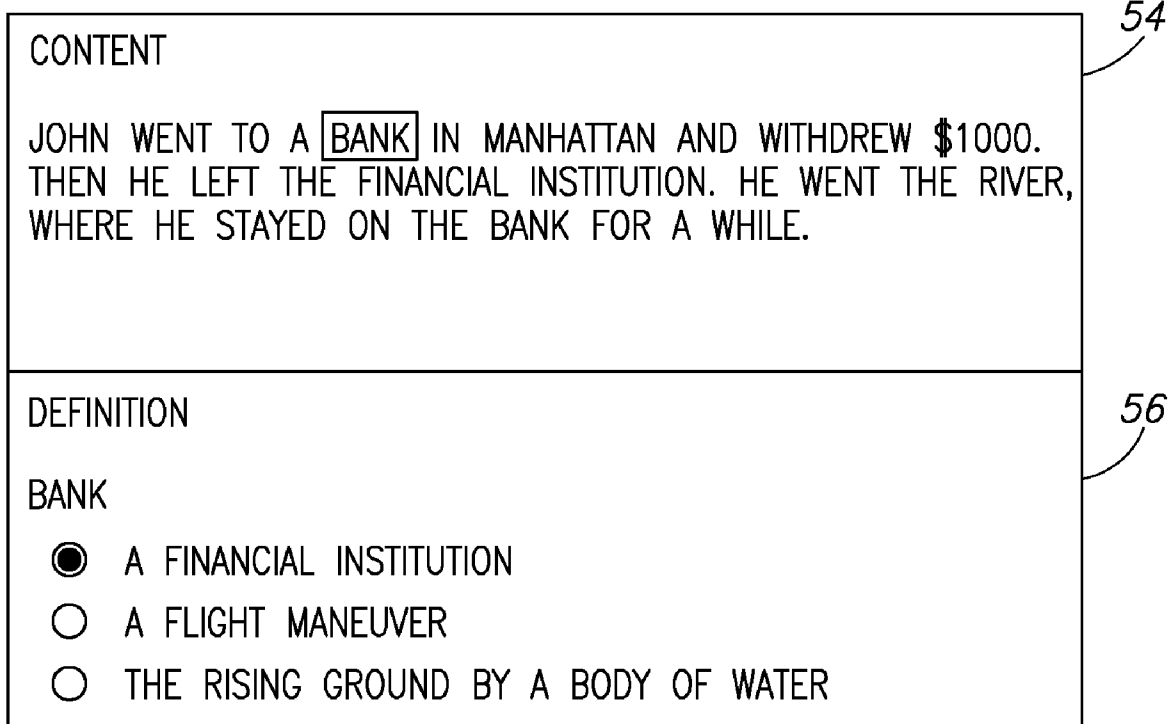 54
CONTENT
JOHN WENT TO A BANK IN MANHATTAN AND WITHDREW $1000.
THEN HE LEFT THE FINANCIAL INSTITUTION. HE WENT THE RIVER,
WHERE HE STAYED ON THE BANK FOR A WHILE.
56
DEFINITION
BANK
A FINANCIAL INSTITUTION
A FLIGHT MANEUVER
THE RISING GROUND BY A BODY OF WATER